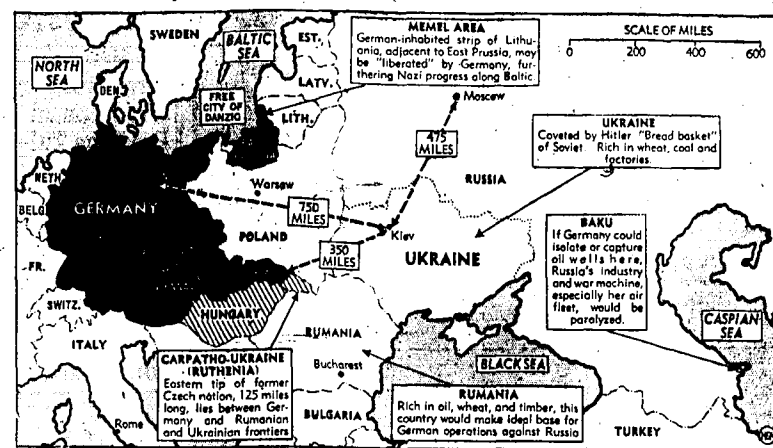 SWEDEN
BALTIC
SEA
EST.
LATV.
LITH.
NORTH
SEA
DEN.
FREE
CITY OF
DANZIG
MEMEL AREA
German-inhabited strip of Lithu-
ania, adjacent to East Prussia, may
be "liberated" by Germany, fur-
thering Nazi progress along Baltic
SCALE OF MILES
0 200 400 600
Moscow
475
MILES
RUSSIA
UKRAINE
Coveted by Hitler "Bread basket"
of Soviet. Rich in wheat, coal and
factories.
NETH.
BELG.
GERMANY
Warsaw
750
MILES
POLAND
Kiev
350
MILES
UKRAINE
BAKU
If Germany could
isolate or capture
oil wells here,
Russia's industry
and war machine,
especially her air
fleet, would be
paralyzed.
CASPIAN
SEA
FR.
SWITZ.
ITALY
HUNGARY
RUMANIA
Bucharest
BULGARIA
BLACK SEA
CARPATHO-UKRAINE
(RUTHENIA)
Eastern tip of former
Czech nation, 125 miles
long, lies between Ger-
many and Rumanian
and Ukrainian frontiers
RUMANIA
Rich in oil, wheat, and timber, this
country would make ideal base for
German operations against Russia
Rome
TURKEY